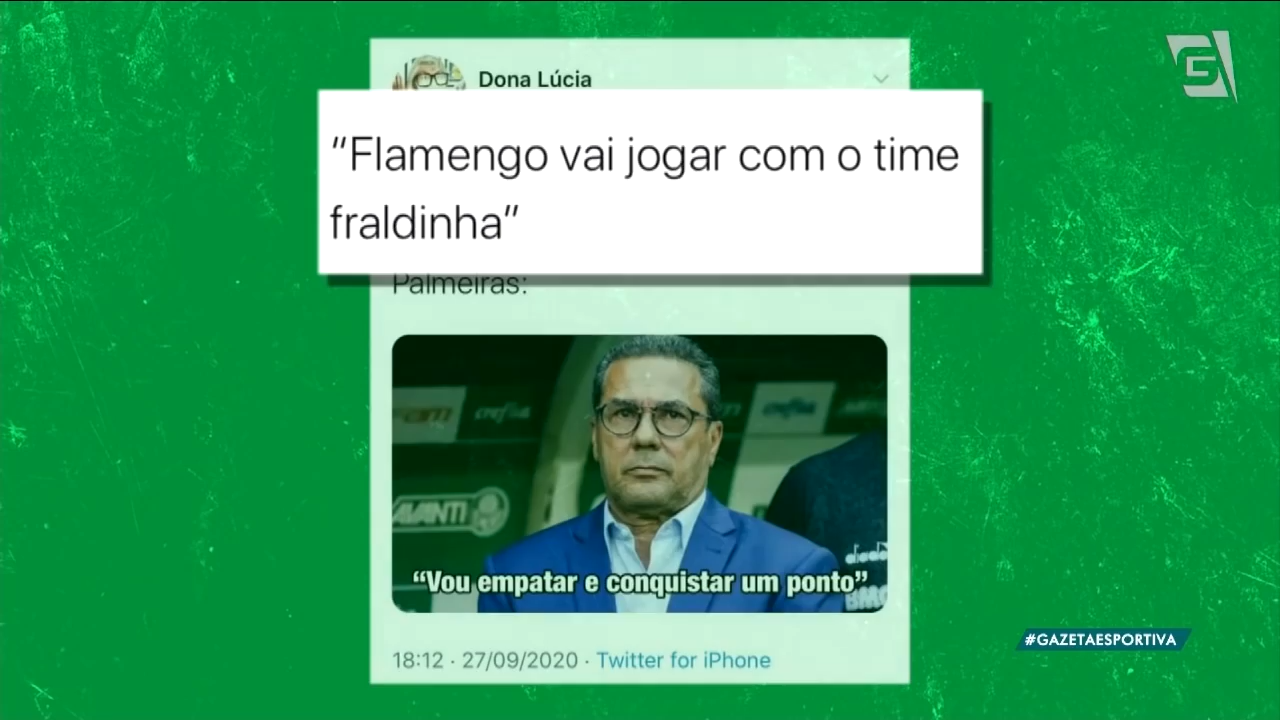 Dona Lúcia
“Flamengo vai jogar com o time
fraldinha”
Palmeiras:
AVANTI
“Vou empatar e conquistar um ponto”
18:12 · 27/09/2020 · Twitter for iPhone
#GAZETAESPORTIVA